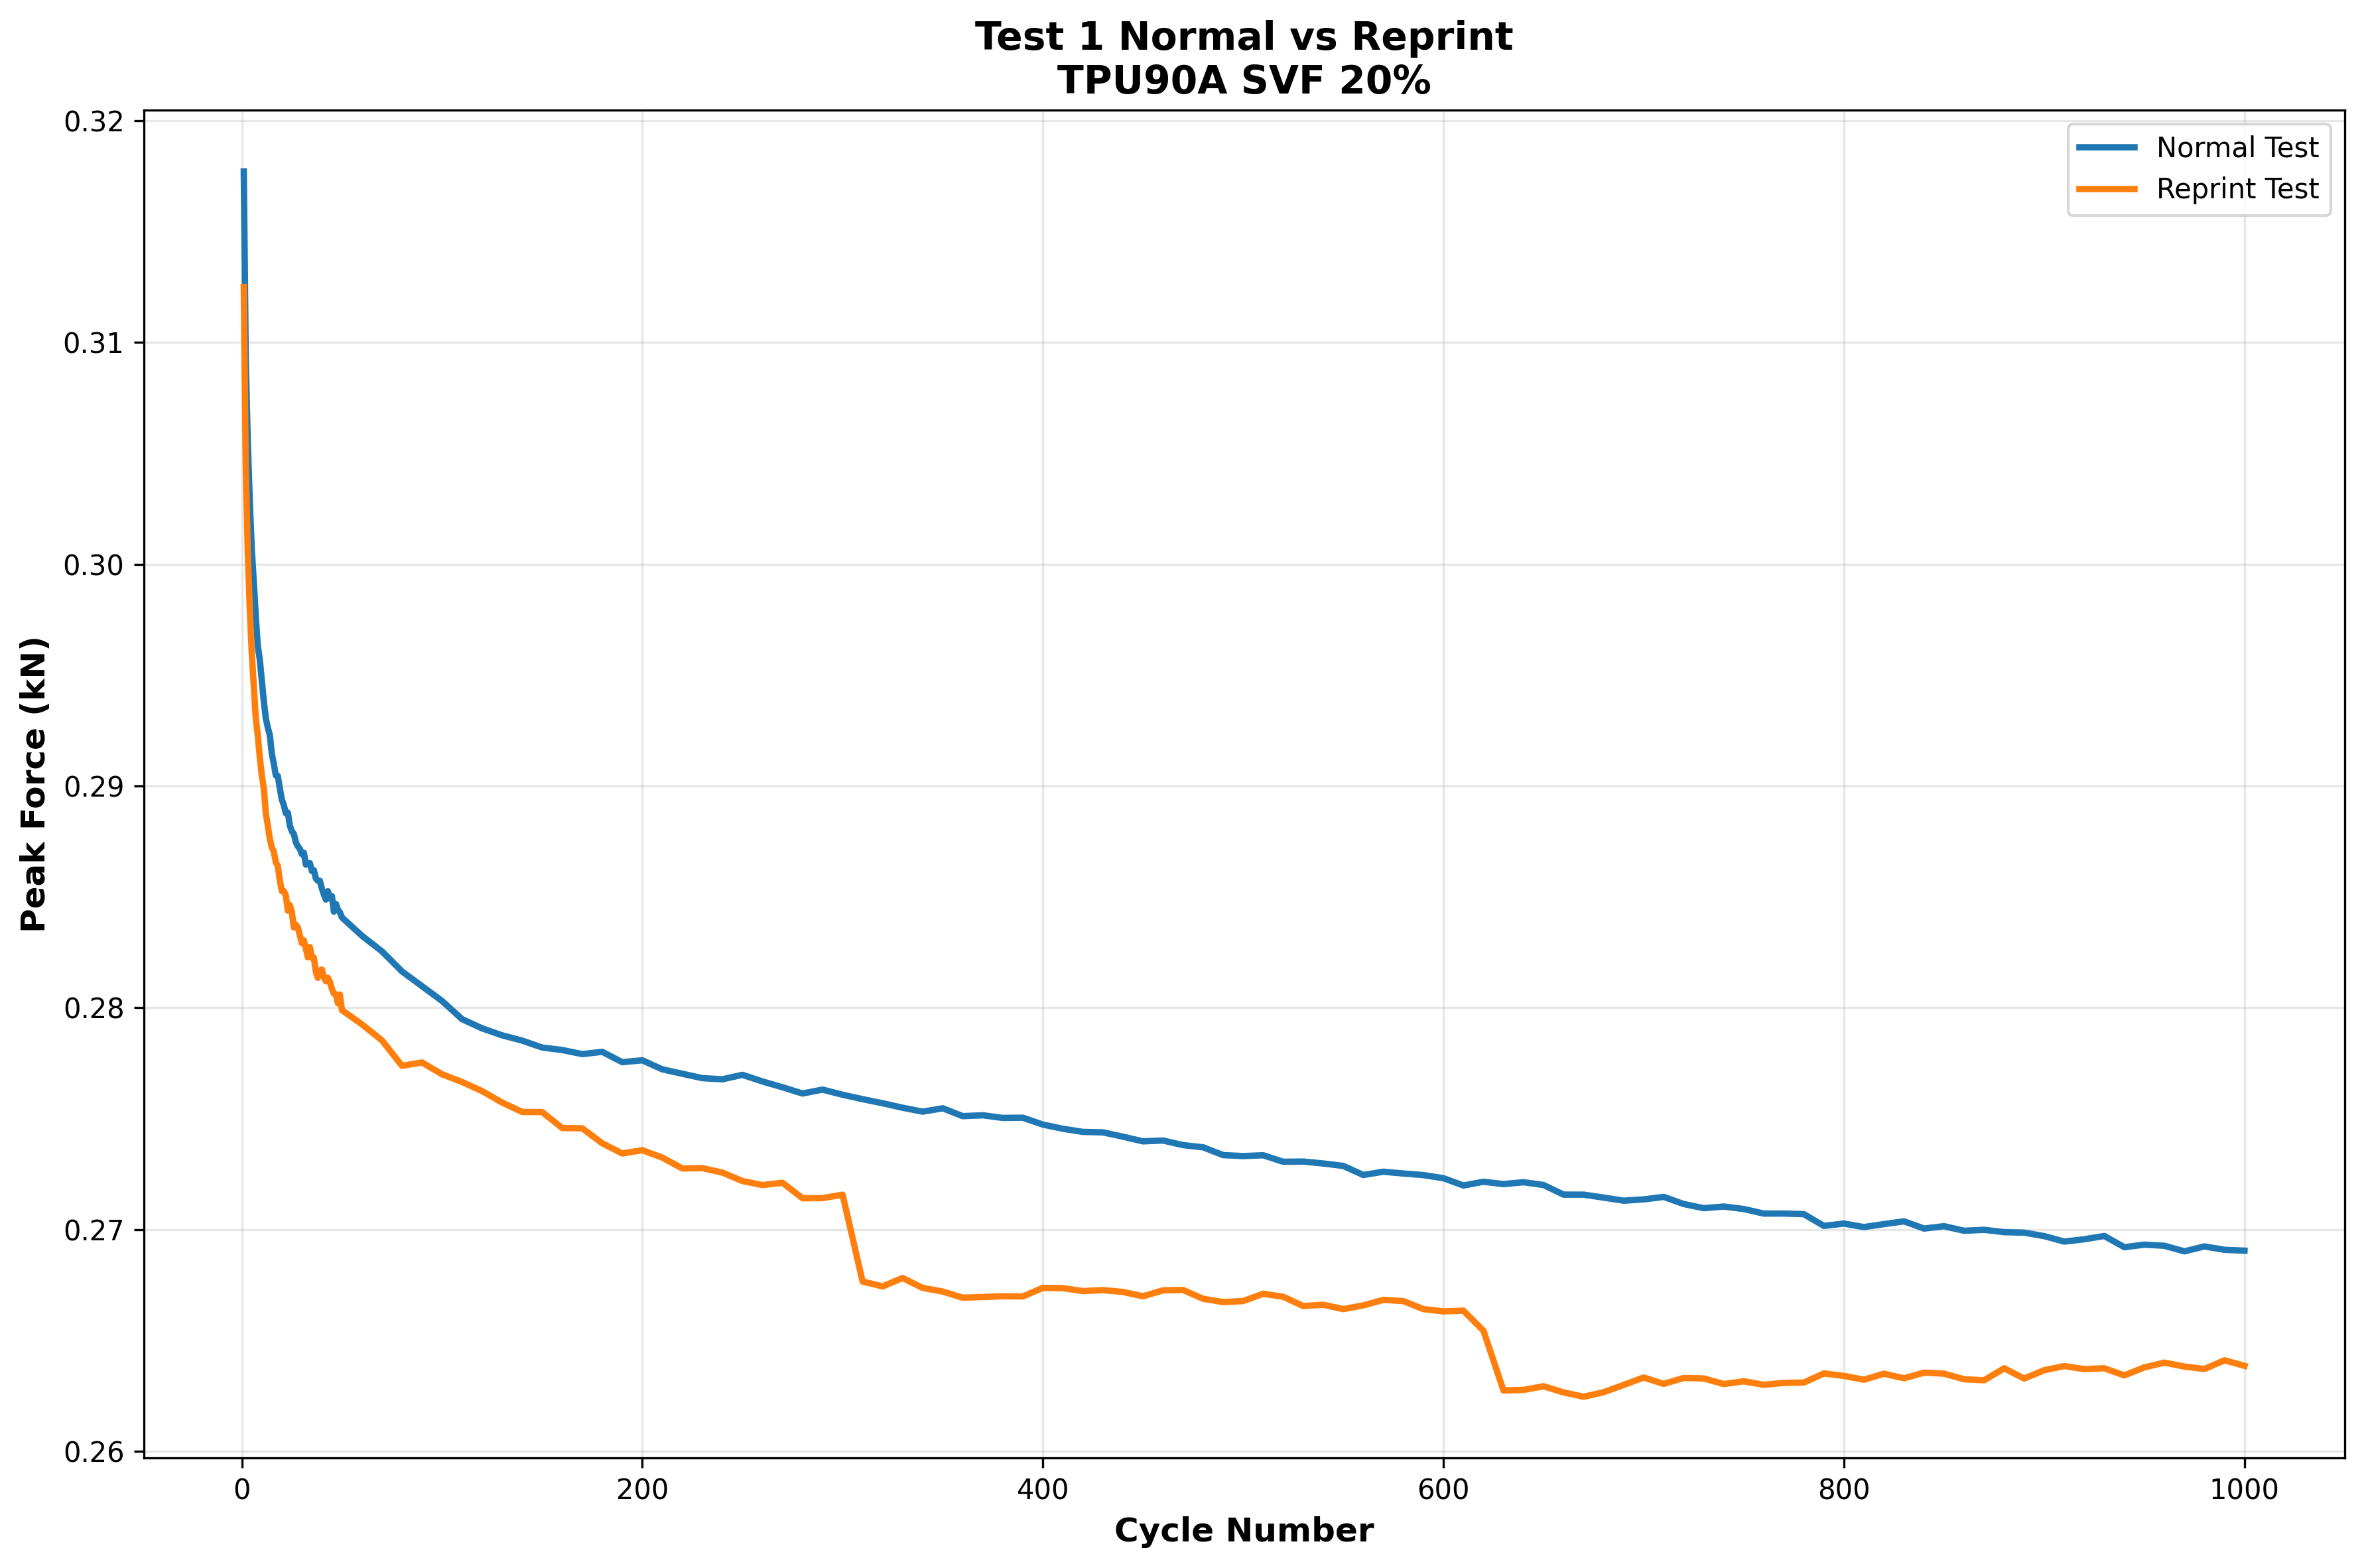 Test 1 Normal vs Reprint
TPU90A SVF 20%
Normal Test
Reprint Test
Peak Force (kN)
0.32
0.31
0.30
0.29
0.28
0.27
0.26
0
200
400
600
800
1000
Cycle Number